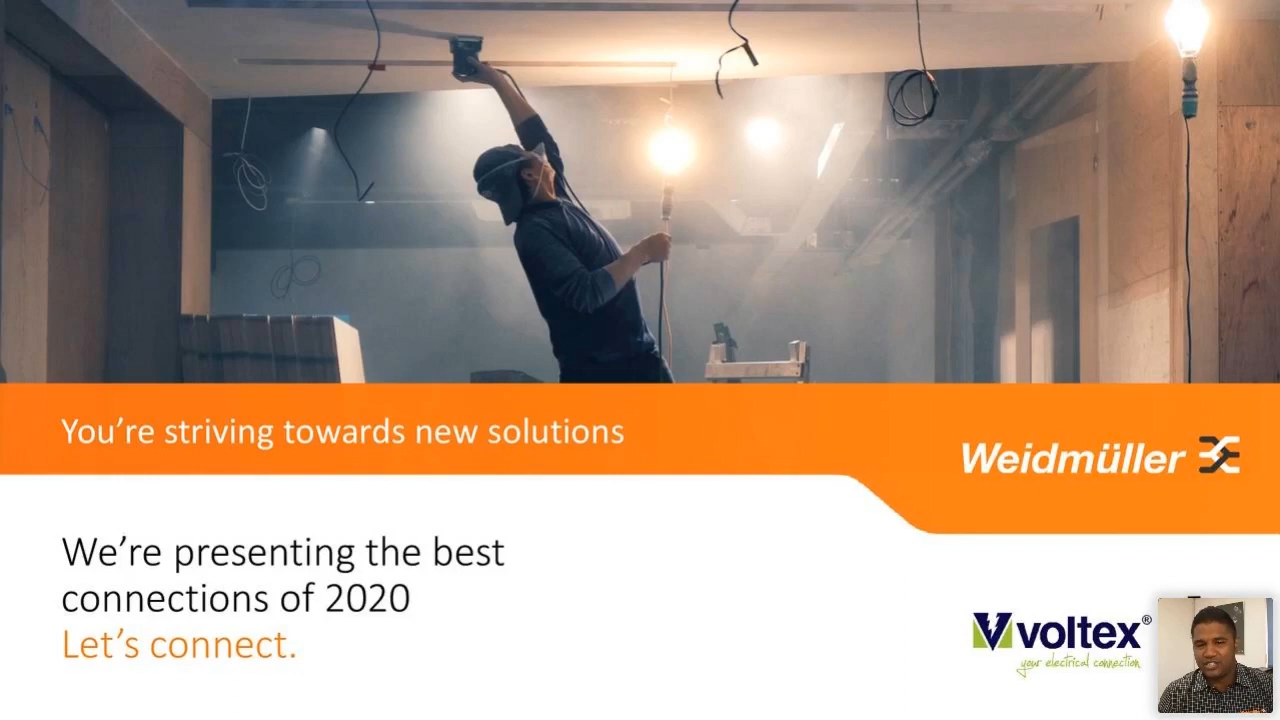 You're striving towards new solutions
Weidmüller
We're presenting the best
connections of 2020
Let's connect.
voltex®
your electrical connection